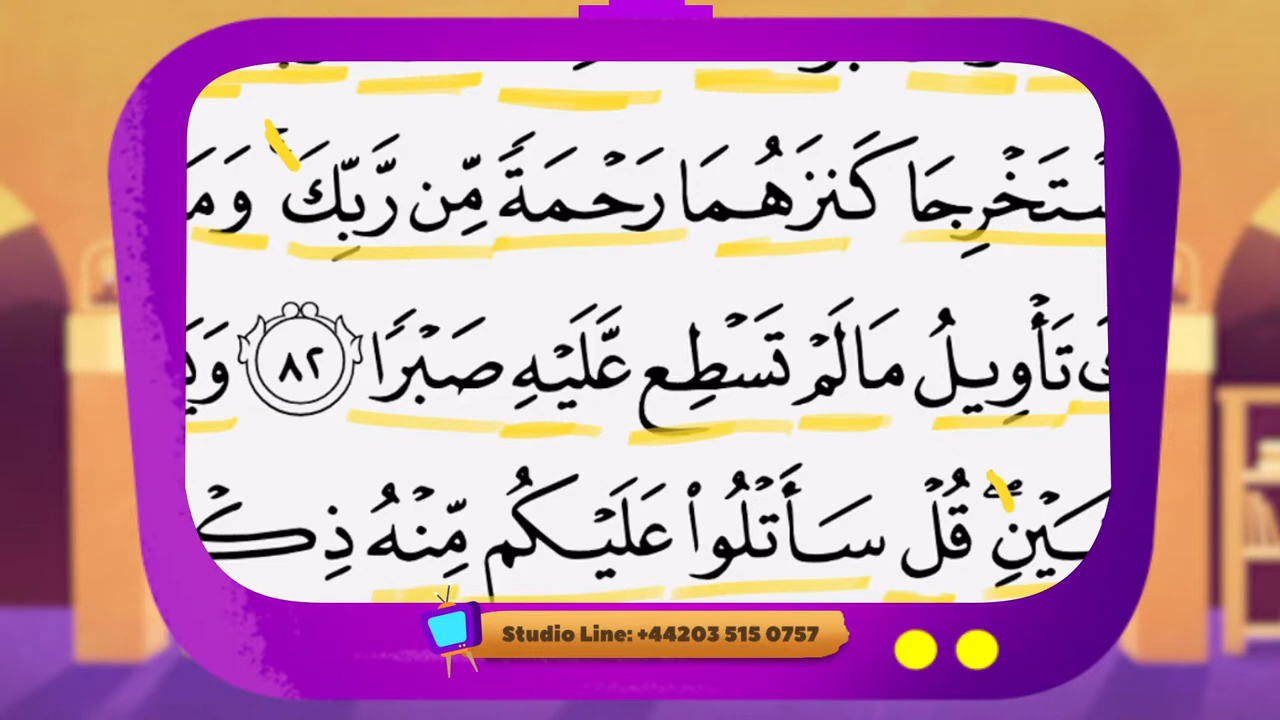 سْتَخْرِجَا كَنزَهُمَا رَحْمَةً مِّن رَّبِّكَ ۚ وَمَ
كَ تَأْوِيلُ مَا لَمْ تَسْطِع عَّلَيْهِ صَبْرًا ٨٢ وَيَ
ـَيْنِ ۖ قُلْ سَأَتْلُوا۟ عَلَيْكُم مِّنْهُ ذِكْ
Studio Line: +44203 515 0757